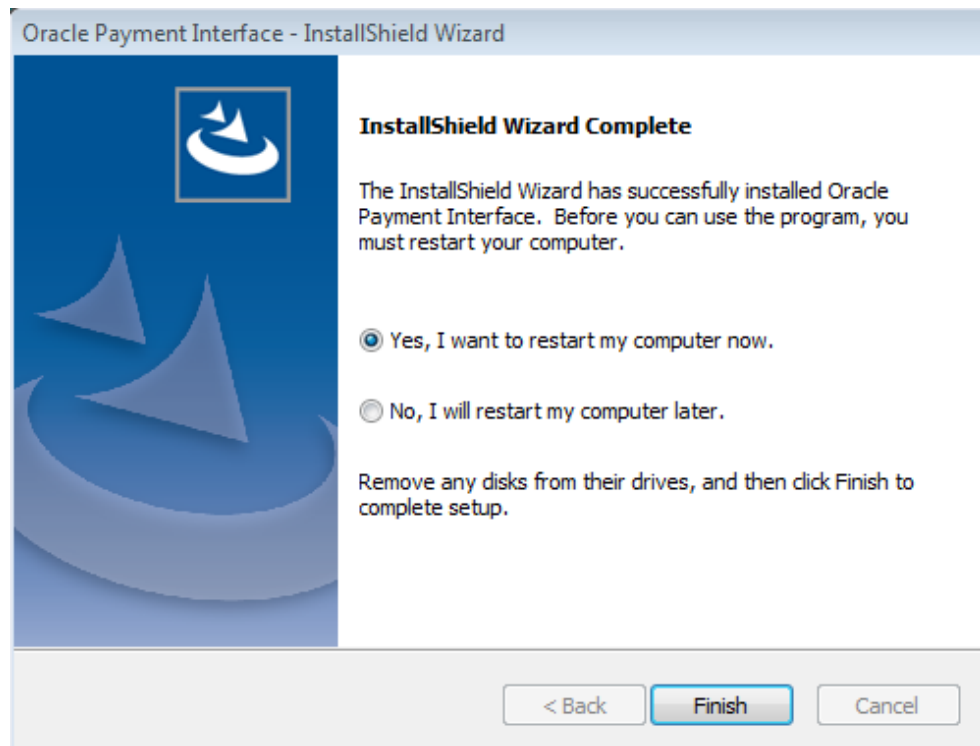 Oracle Payment Interface - InstallShield Wizard
InstallShield Wizard Complete
The InstallShield Wizard has successfully installed Oracle
Payment Interface.  Before you can use the program, you
must restart your computer.
Yes, I want to restart my computer now.
No, I will restart my computer later.
Remove any disks from their drives, and then click Finish to
complete setup.
< Back
Finish
Cancel